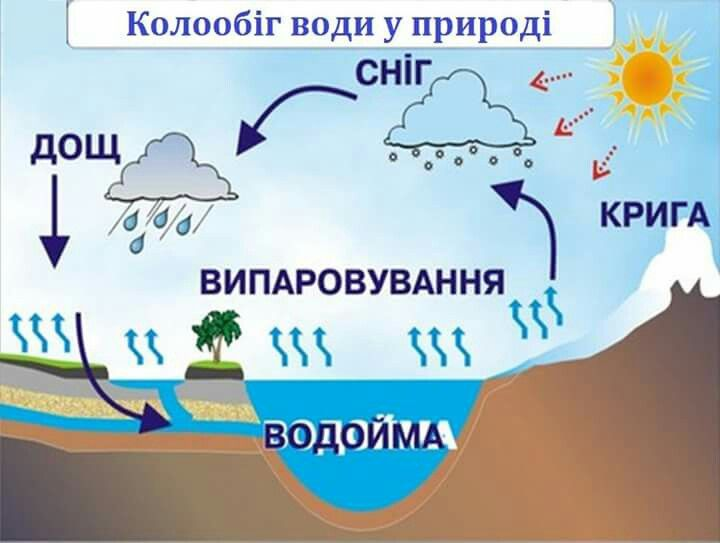 Колообіг води у природі
СНІГ
ДОЩ
КРИГА
ВИПАРОВУВАННЯ
ВОДОЙМА